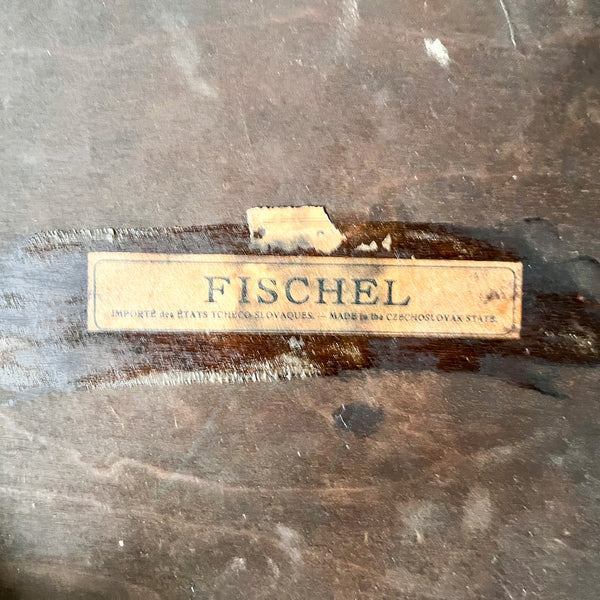 FISCHEL
IMPORTÉ des ÉTATS TCHECO-SLOVAQUES. — MADE in the CZECHOSLOVAK STATE.